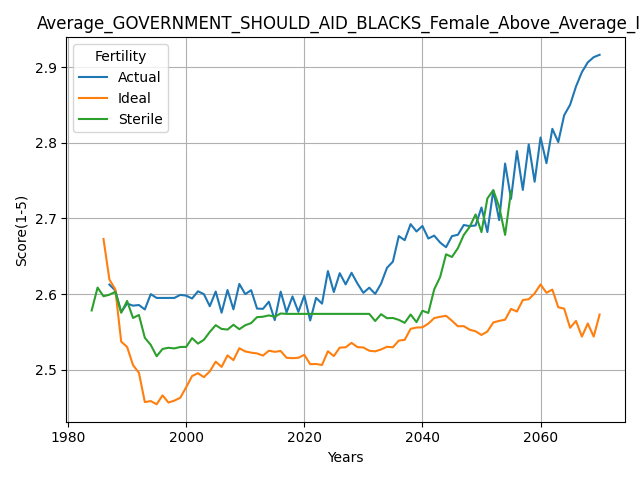 Average_GOVERNMENT_SHOULD_AID_BLACKS_Female_Above_Average_I
Fertility
Actual
Ideal
Sterile
Score(1-5)
2.9
2.8
2.7
2.6
2.5
1980 2000 2020 2040 2060
Years